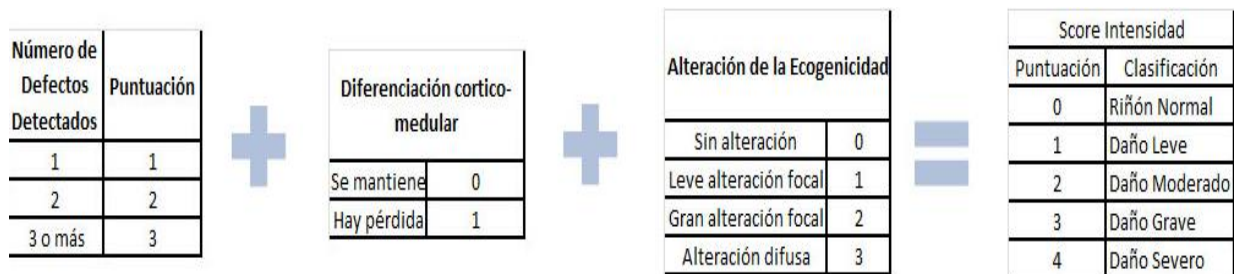 Número de
Defectos
Detectados
Puntuación
1 1
2 2
3 o más 3
Diferenciación cortico-
medular
Se mantiene 0
Hay pérdida 1
Alteración de la Ecogenicidad
Sin alteración 0
Leve alteración focal 1
Gran alteración focal 2
Alteración difusa 3
Score Intensidad
Puntuación Clasificación
0 Riñón Normal
1 Daño Leve
2 Daño Moderado
3 Daño Grave
4 Daño Severo